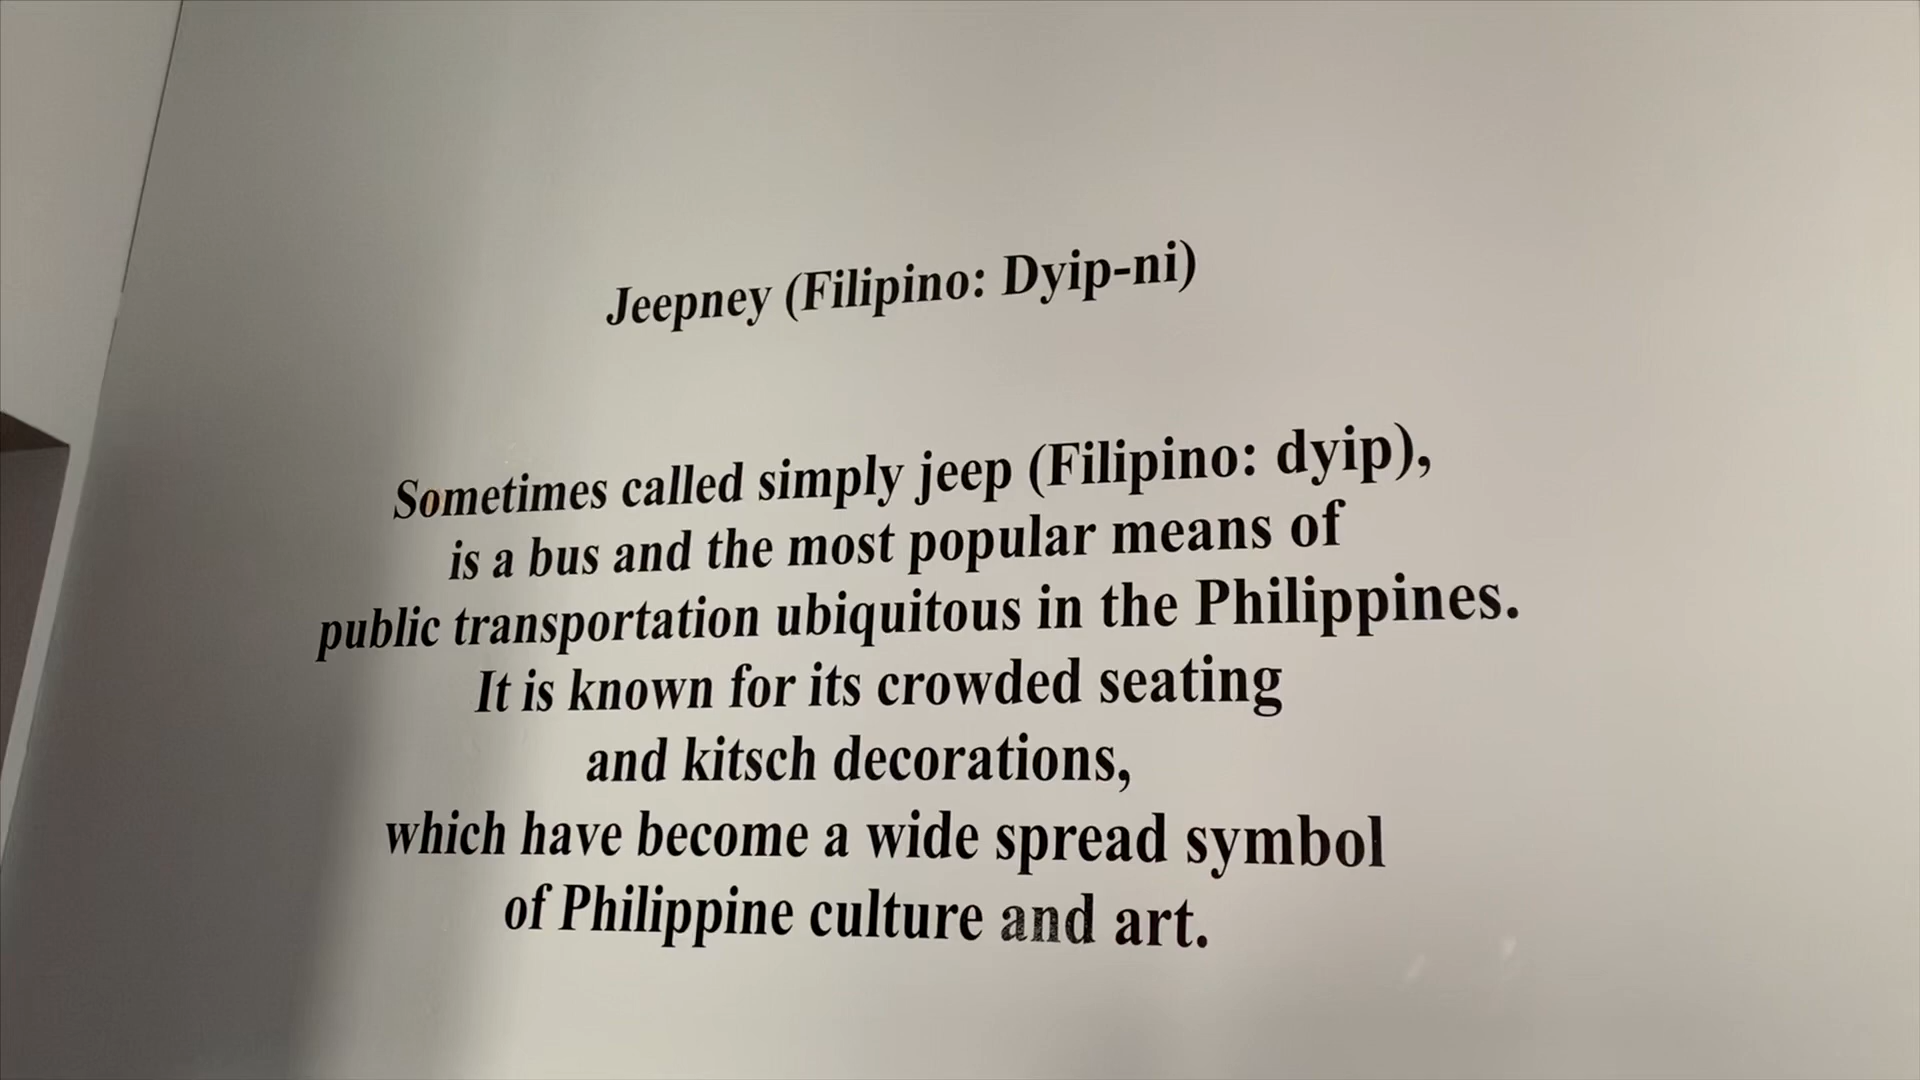 Jeepney (Filipino: Dyip-ni)
Sometimes called simply jeep (Filipino: dyip),
is a bus and the most popular means of
public transportation ubiquitous in the Philippines.
It is known for its crowded seating
and kitsch decorations,
which have become a wide spread symbol
of Philippine culture and art.